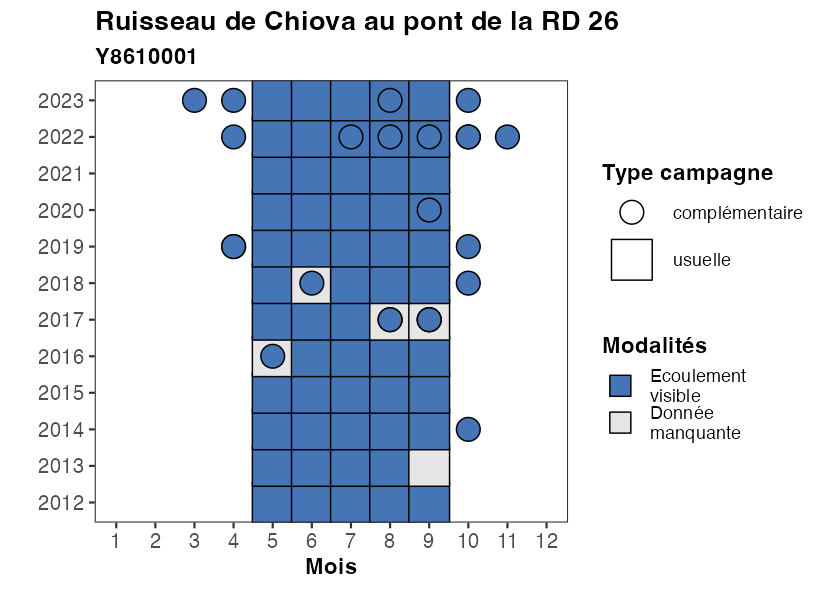 Ruisseau de Chiova au pont de la RD 26
Y8610001
2023
2022
2021
2020
2019
2018
2017
2016
2015
2014
2013
2012
1 2 3 4 5 6 7 8 9 10 11 12
Mois
Type campagne
complémentaire
usuelle
Modalités
Ecoulement
visible
Donnée
manquante